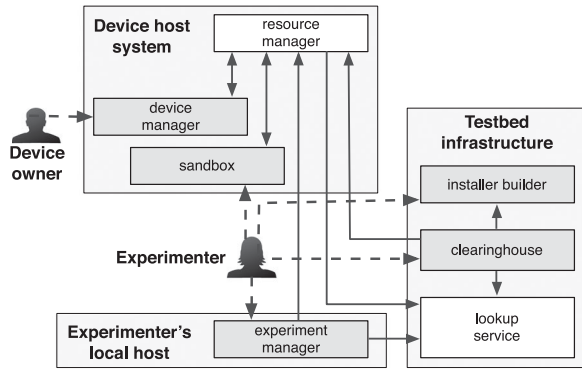 Device host
system
resource
manager
device
manager
Device
owner
sandbox
Testbed
infrastructure
installer builder
Experimenter
clearinghouse
lookup
service
Experimenter's
local host
experiment
manager